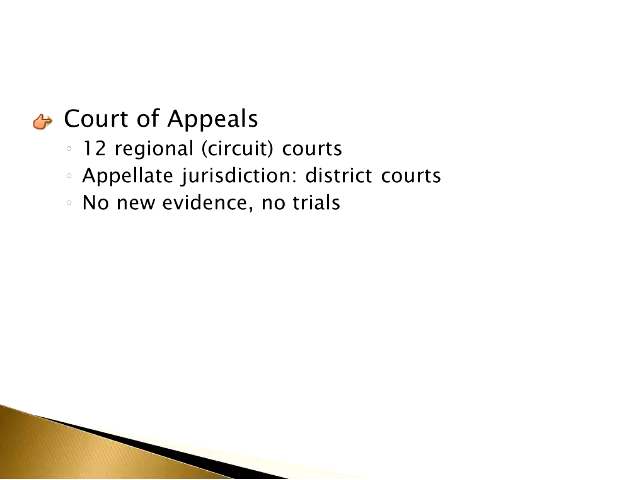 Court of Appeals
◦ 12 regional (circuit) courts
◦ Appellate jurisdiction: district courts
◦ No new evidence, no trials